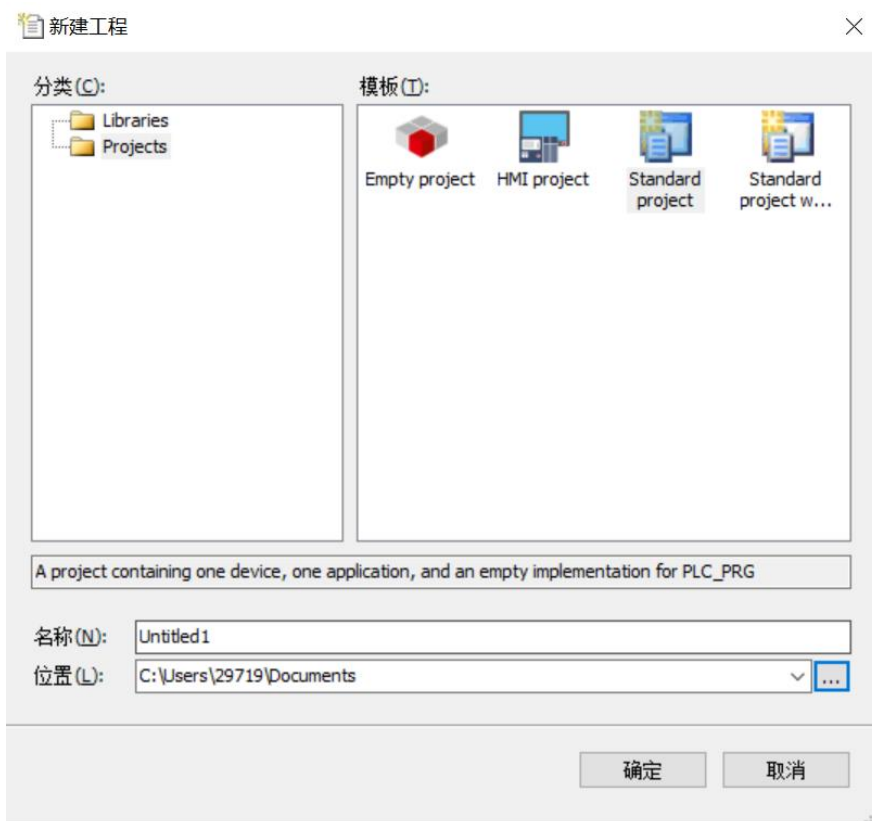 新建工程
分类(C):
模板(T):
Libraries
Projects
Empty project
HMI project
Standard
project
Standard
project w...
A project containing one device, one application, and an empty implementation for PLC_PRG
名称(N):
Untitled1
位置(L):
C:\Users\29719\Documents
...
确定
取消